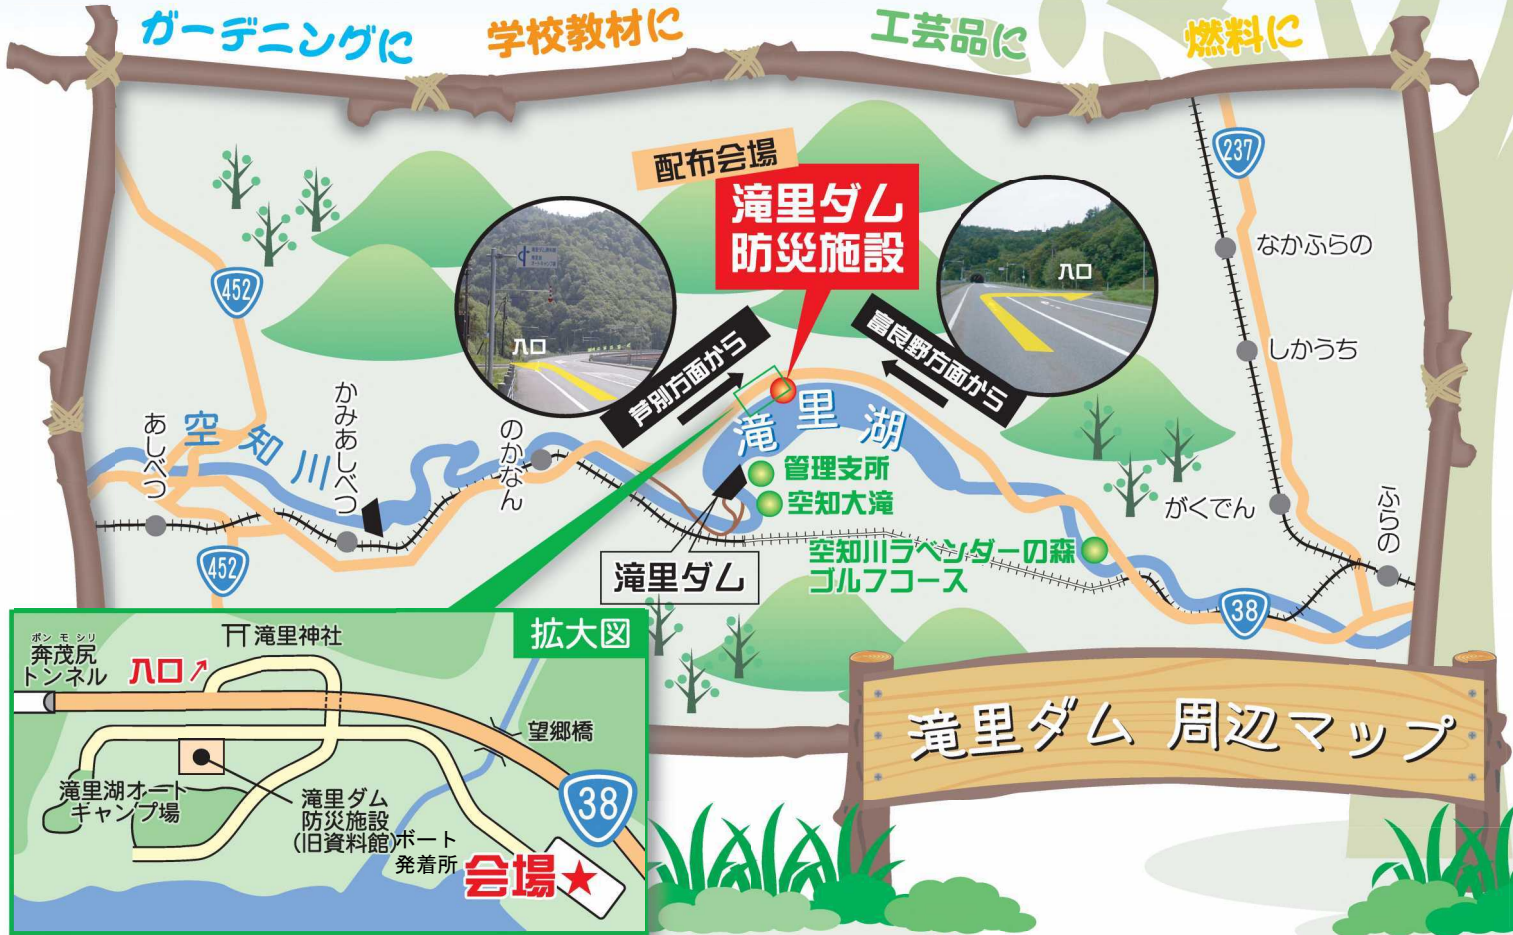 ガーデニングに
学校教材に
工芸品に
燃料に
配布会場
滝里ダム
防災施設
237
なかふらの
しかうち
がくでん
ふらの
452
入口
入口
芦別方面から
富良野方面から
あしべつ
空知川
かみあしべつ
のかなん
滝里湖
管理支所
空知大滝
空知川ラベンダーの森
ゴルフコース
滝里ダム
452
38
拡大図
ポンモシリ
奔茂尻
トンネル
入口
滝里神社
望郷橋
38
滝里湖オート
キャンプ場
滝里ダム
防災施設
(旧資料館)
ボート
発着所
会場
滝里ダム 周辺マップ